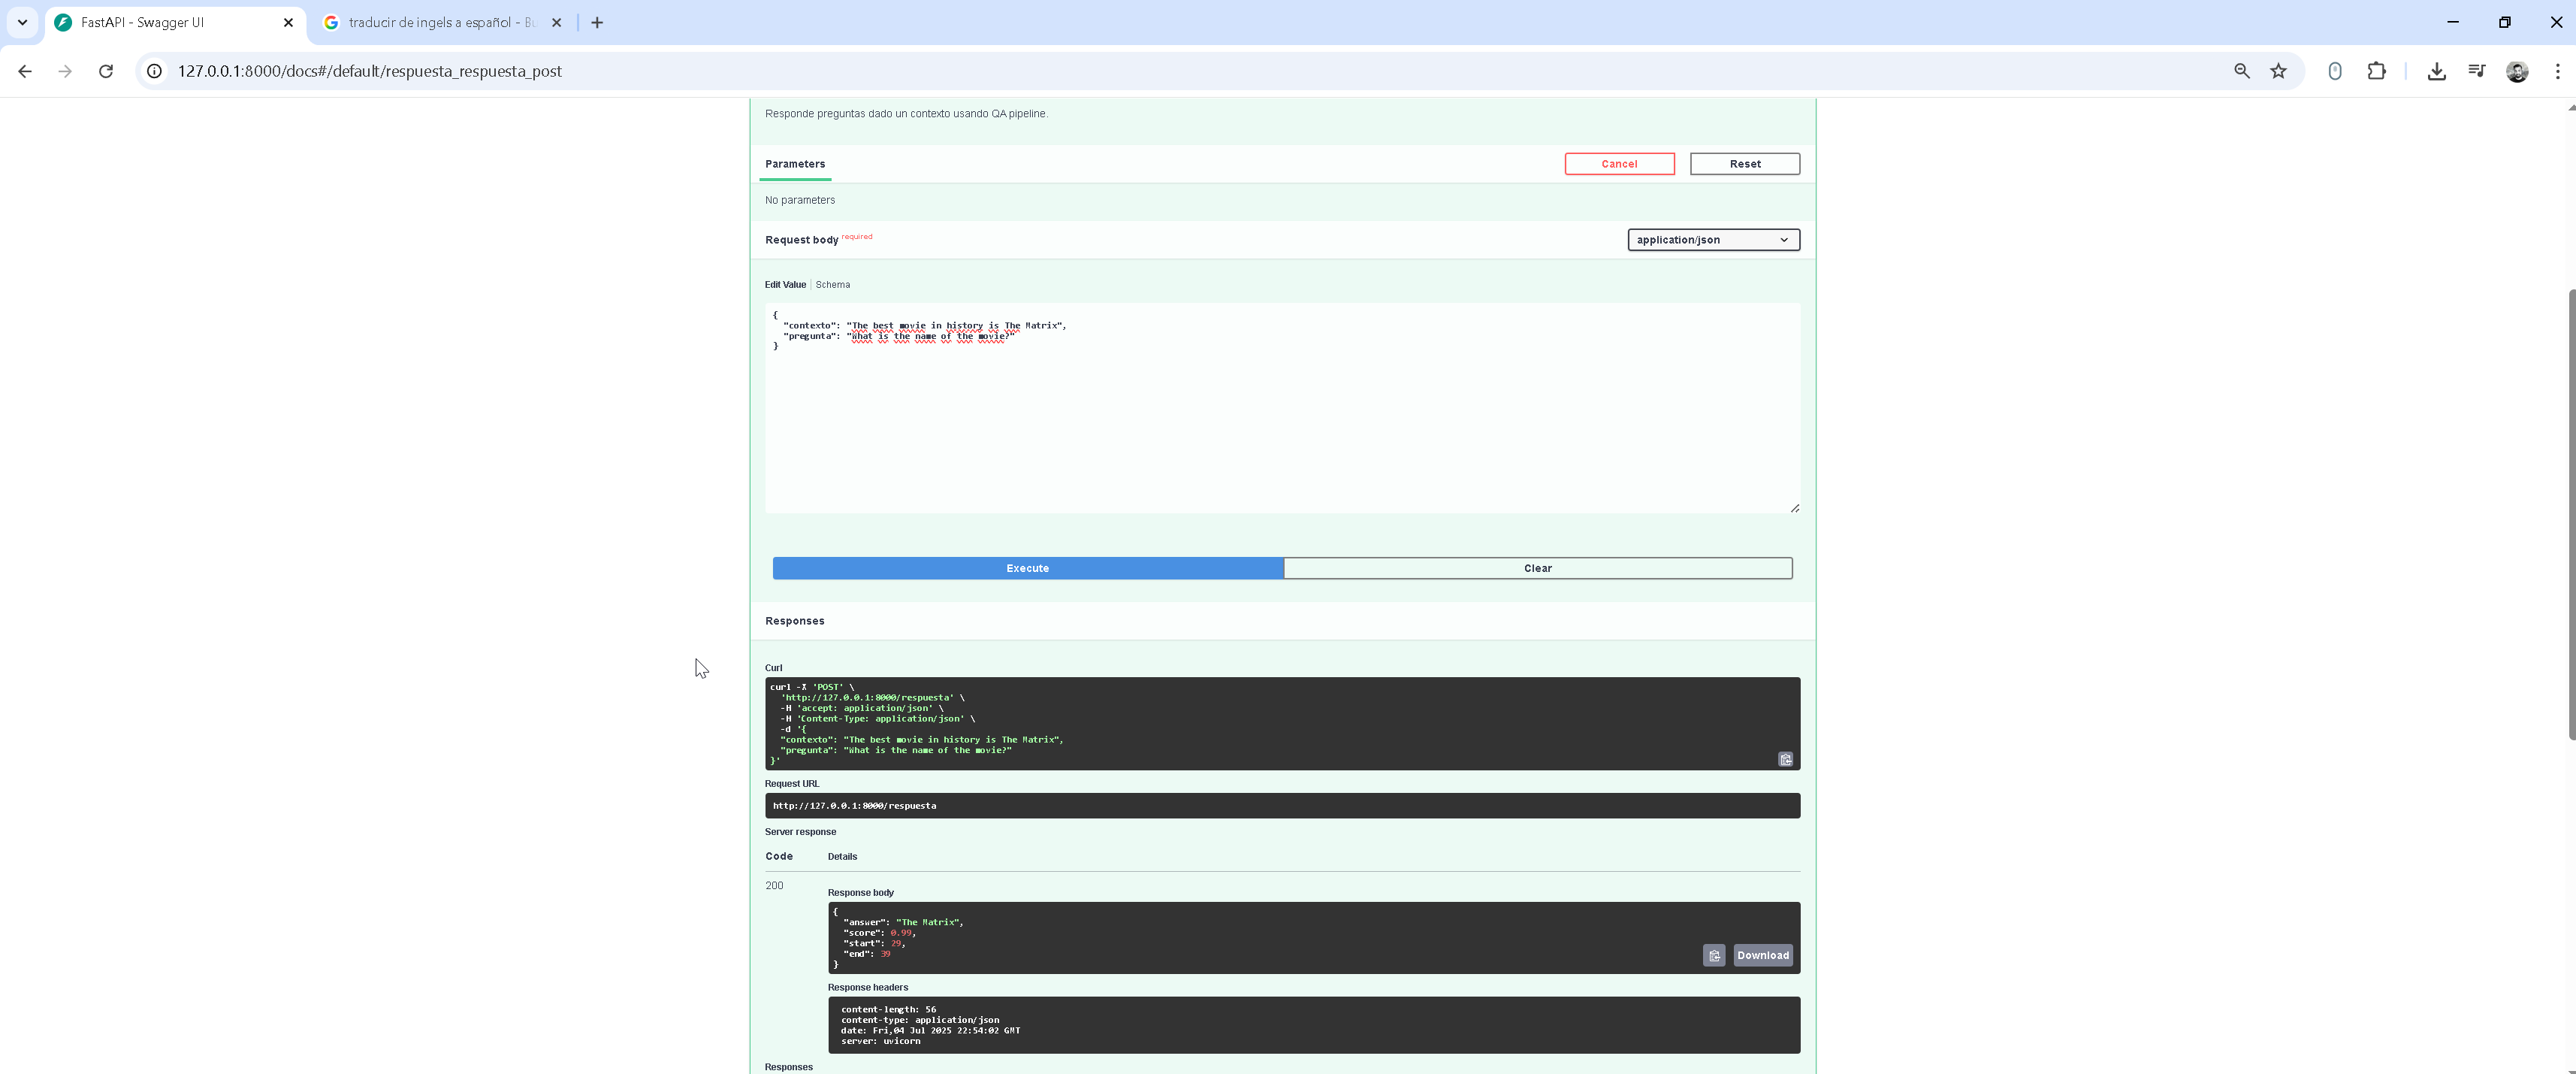 FastAPI - Swagger UI
traducir de ingels a español - Bu
127.0.0.1:8000/docs#/default/respuesta_respuesta_post
Responde preguntas dado un contexto usando QA pipeline.
Parameters
Cancel
Reset
No parameters
Request body required
application/json
Edit Value | Schema
{
"contexto": "The best movie in history is The Matrix",
"pregunta": "What is the name of the movie?"
}
Execute
Clear
Responses
Curl
curl -X 'POST' \
'http://127.0.0.1:8000/respuesta' \
-H 'accept: application/json' \
-H 'Content-Type: application/json' \
-d '{
"contexto": "The best movie in history is The Matrix",
"pregunta": "What is the name of the movie?"
}'
Request URL
http://127.0.0.1:8000/respuesta
Server response
Code Details
200
Response body
{
"answer": "The Matrix",
"score": 0.99,
"start": 29,
"end": 39
}
Download
Response headers
content-length: 56
content-type: application/json
date: Fri,04 Jul 2025 22:54:02 GMT
server: uvicorn
Responses